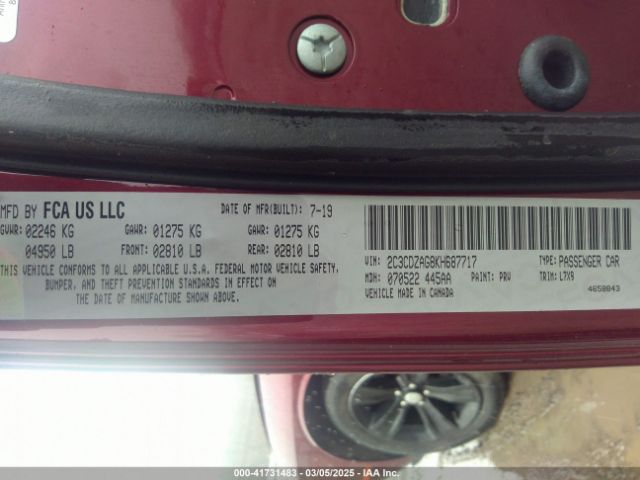 MFD BY FCA US LLC
DATE OF MFR(BUILT): 7-19
GVWR: 02246 KG GAWR: 01275 KG GAWR: 01275 KG
04950 LB FRONT: 02810 LB REAR: 02810 LB
THIS VEHICLE CONFORMS TO ALL APPLICABLE U.S.A. FEDERAL MOTOR VEHICLE SAFETY,
BUMPER, AND THEFT PREVENTION STANDARDS IN EFFECT ON
THE DATE OF MANUFACTURE SHOWN ABOVE.
VIN: 2C3CDZAG8KH687717 TYPE: PASSENGER CAR
MDH: 070522 445AA PAINT: PRV TRIM: L7X9
VEHICLE MADE IN CANADA
4658843
000-41731483 — 03/05/2025 — IAA Inc.